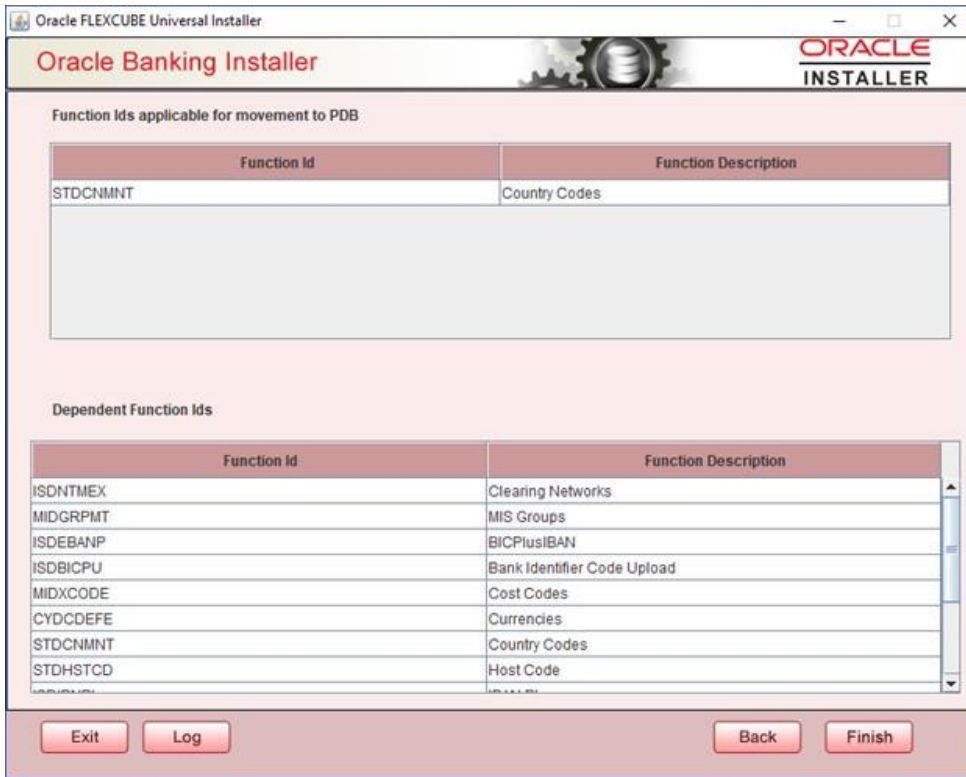 Oracle FLEXCUBE Universal Installer
Oracle Banking Installer
ORACLE
INSTALLER
Function Ids applicable for movement to PDB
Function Id Function Description
STDCNMNT Country Codes
Dependent Function Ids
Function Id Function Description
ISDNTMEX Clearing Networks
MIDGRPMT MIS Groups
ISDEBANP BICPlusIBAN
ISDBICPU Bank Identifier Code Upload
MIDXCODE Cost Codes
CYDCDEFE Currencies
STDCNMNT Country Codes
STDHSTCD Host Code
Exit Log Back Finish